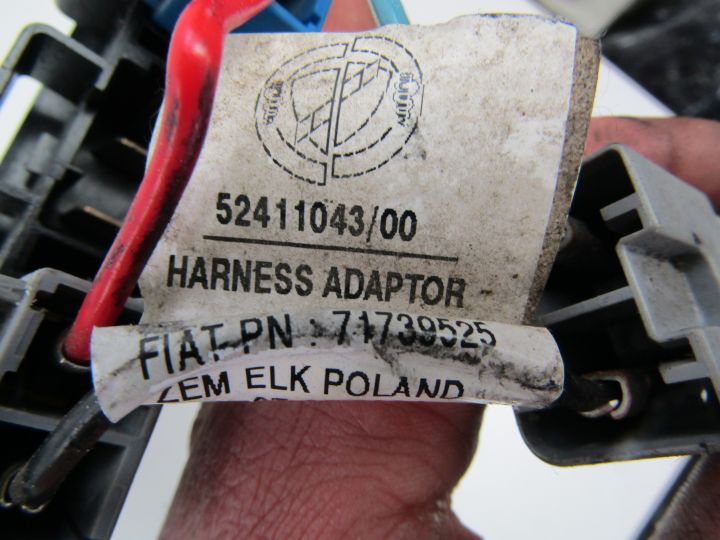 52411043/00
HARNESS ADAPTOR
FIAT PN : 71739525
ZEM ELK POLAND